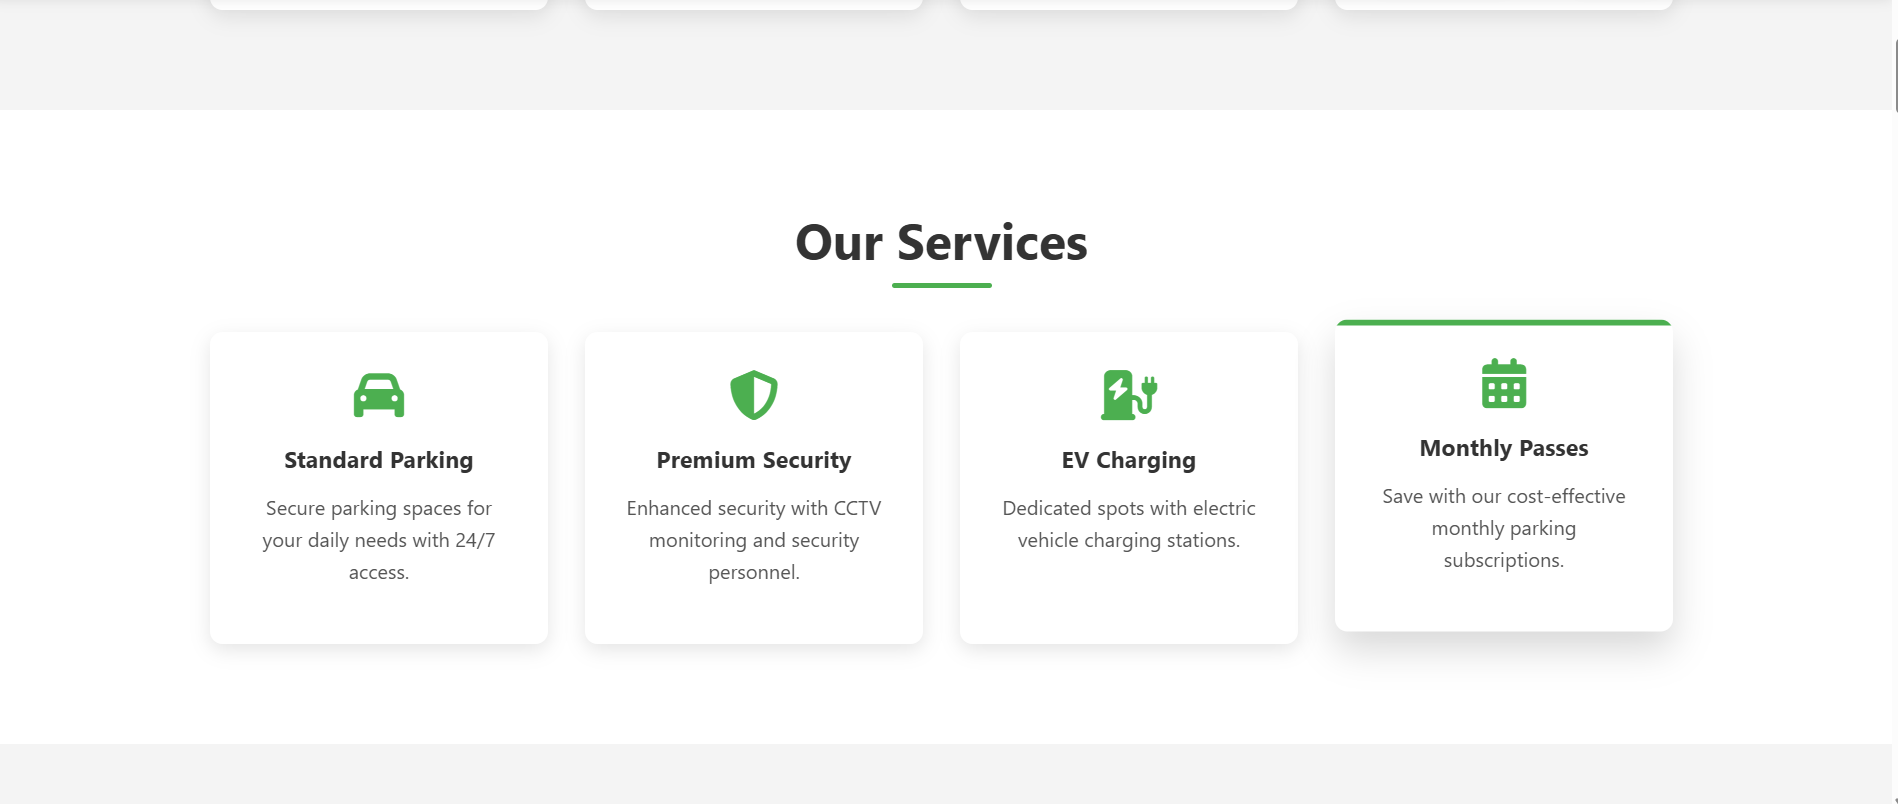 Our Services
Standard Parking
Secure parking spaces for
your daily needs with 24/7
access.
Premium Security
Enhanced security with CCTV
monitoring and security
personnel.
EV Charging
Dedicated spots with electric
vehicle charging stations.
Monthly Passes
Save with our cost-effective
monthly parking
subscriptions.